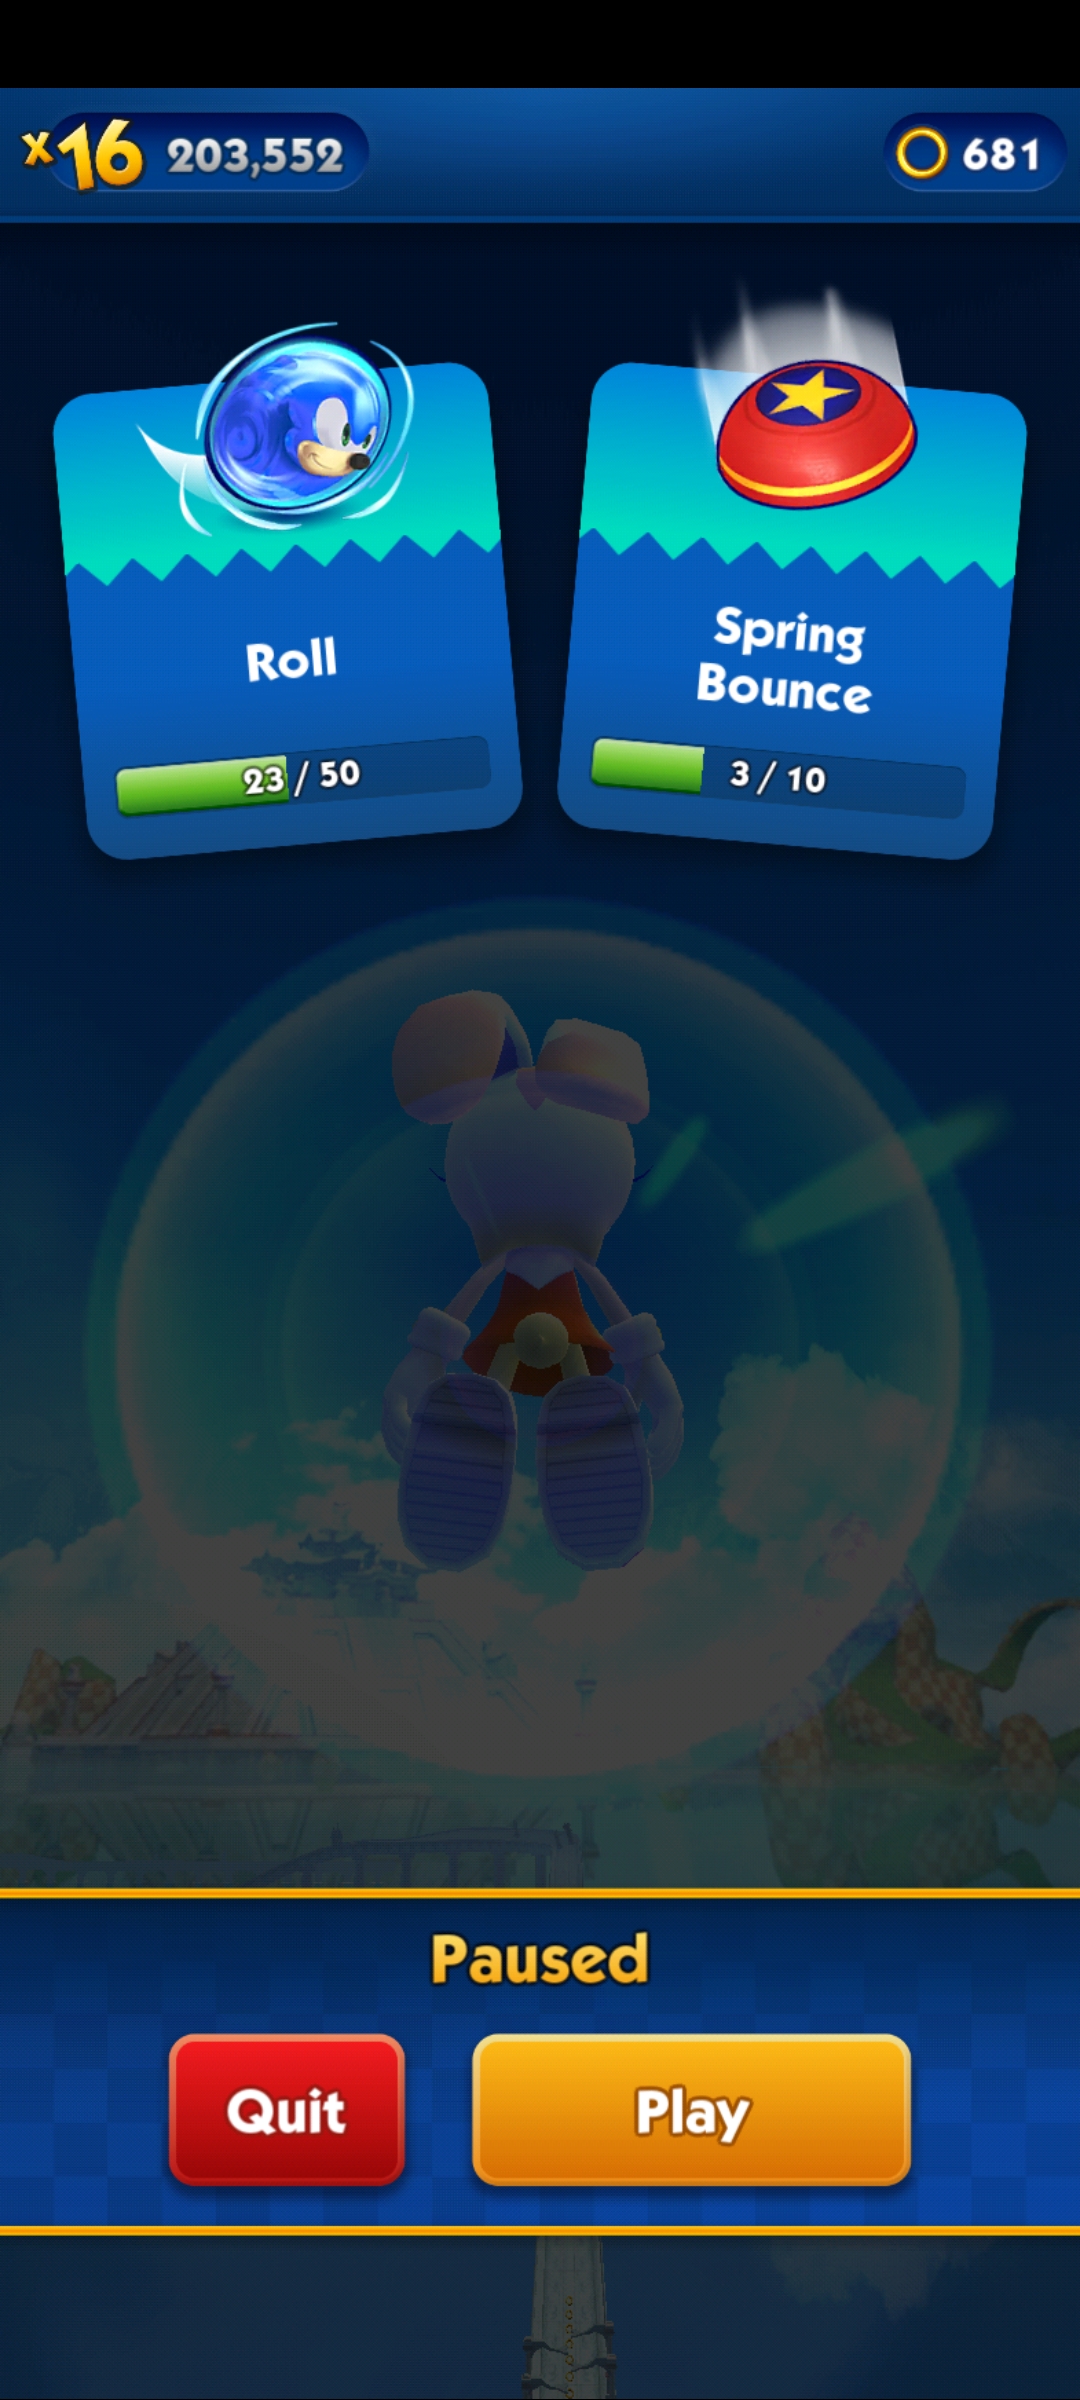 x16 203,552
681
Roll
23 / 50
Spring
Bounce
3 / 10
Paused
Quit
Play